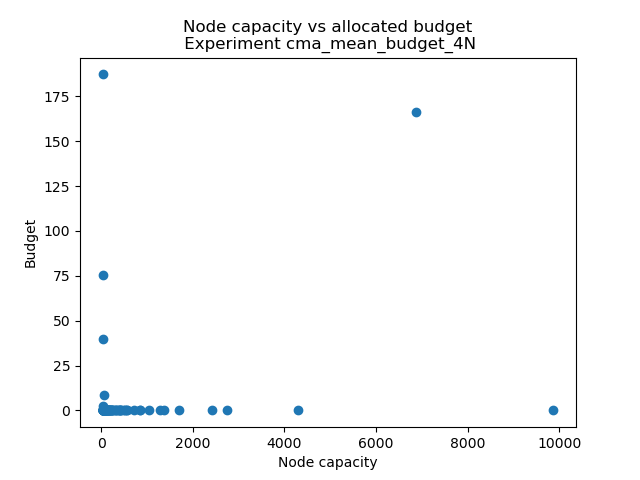 Node capacity vs allocated budget
Experiment cma_mean_budget_4N
175
150
125
100
75
50
25
0
Budget
0 2000 4000 6000 8000 10000
Node capacity